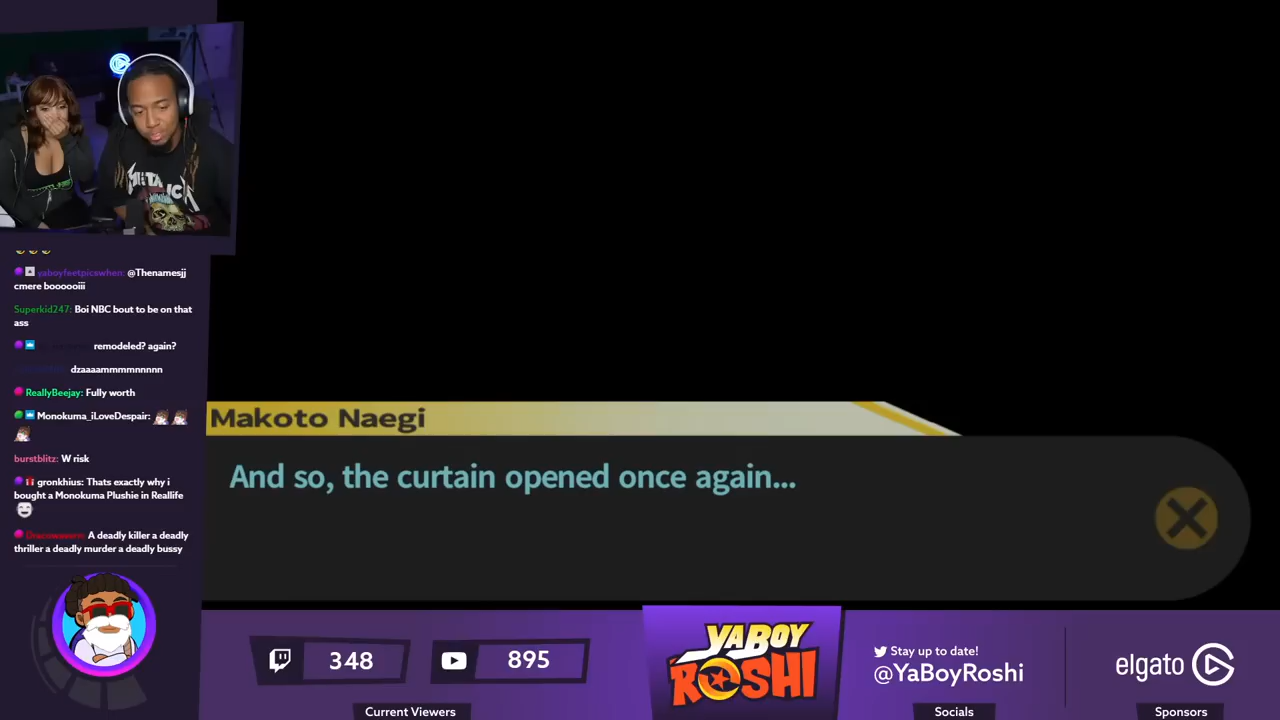 yaboyfeetpicswhen: @Thenamesjj
cmere boooooiii
Superkid247: Boi NBC bout to be on that
ass
remodeled? again?
dzaaaammmmnnnnn
ReallyBeejay: Fully worth
Monokuma_iLoveDespair:
burstblitz: W risk
gronkhius: Thats exactly why i
bought a Monokuma Plushie in Reallife
A deadly killer a deadly
thriller a deadly murder a deadly bussy
Makoto Naegi
And so, the curtain opened once again...
348
895
Current Viewers
YABOY
ROSHI
Stay up to date!
@YaBoyRoshi
Socials
elgato
Sponsors